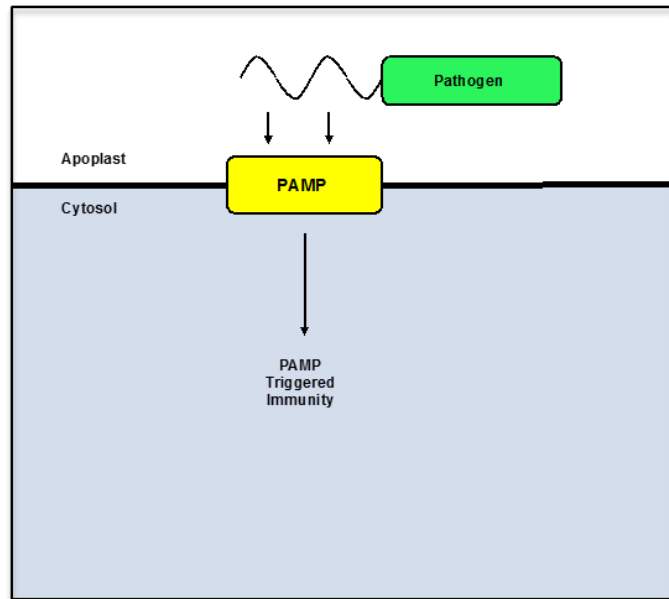 Pathogen
Apoplast
PAMP
Cytosol
PAMP
Triggered
Immunity